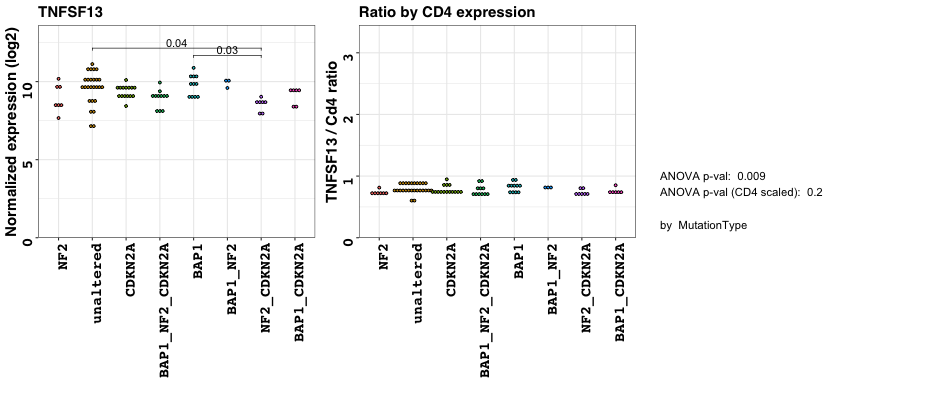 TNFSF13
Normalized expression (log2)
10
5
0
0.04
0.03
NF2
unaltered
CDKN2A
BAP1_NF2_CDKN2A
BAP1
BAP1_NF2
NF2_CDKN2A
BAP1_CDKN2A
Ratio by CD4 expression
TNFSF13 / Cd4 ratio
3
2
1
0
NF2
unaltered
CDKN2A
BAP1_NF2_CDKN2A
BAP1
BAP1_NF2
NF2_CDKN2A
BAP1_CDKN2A
ANOVA p-val: 0.009
ANOVA p-val (CD4 scaled): 0.2
by MutationType